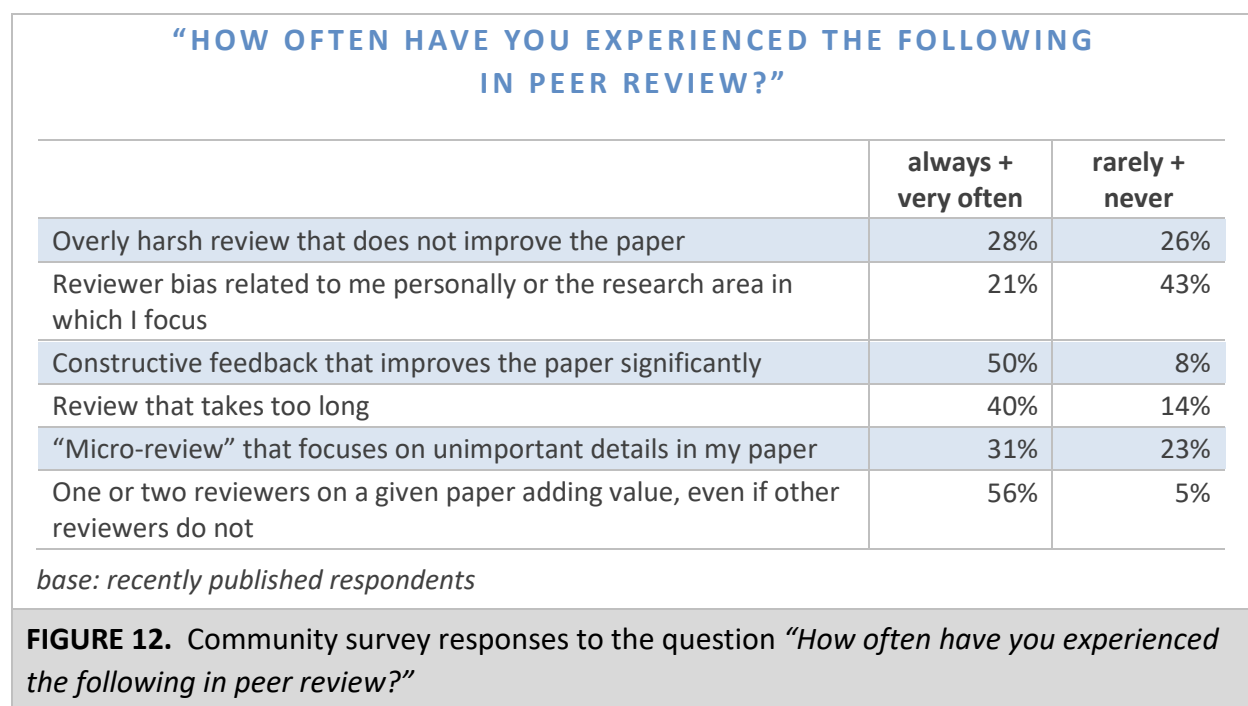 “HOW OFTEN HAVE YOU EXPERIENCED THE FOLLOWING
IN PEER REVIEW?”
always +
very often
rarely +
never
Overly harsh review that does not improve the paper 28% 26%
Reviewer bias related to me personally or the research area in 21% 43%
which I focus
Constructive feedback that improves the paper significantly 50% 8%
Review that takes too long 40% 14%
“Micro-review” that focuses on unimportant details in my paper 31% 23%
One or two reviewers on a given paper adding value, even if other 56% 5%
reviewers do not
base: recently published respondents
FIGURE 12. Community survey responses to the question “How often have you experienced
the following in peer review?”